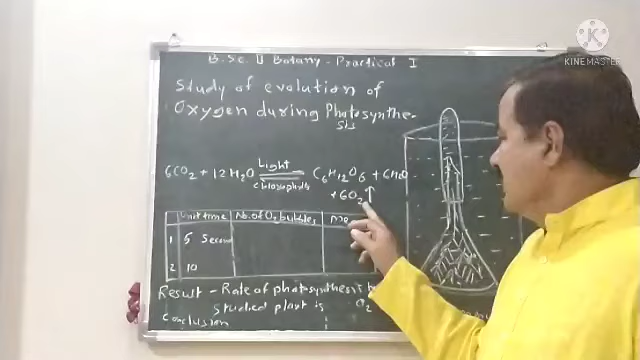 B.Sc. II Botany - Practical I
Study of evolution of
Oxygen during Photosynthe-
sis
6CO2 + 12H2O Light C6H12O6 + 6H2O
chlorophylls
+ 6O2 ↑
Unit time No. of O2 bubbles
1 5 Second
2 10
Result - Rate of photosynthesis
studied plant is O2
Conclusion
KINEMASTER